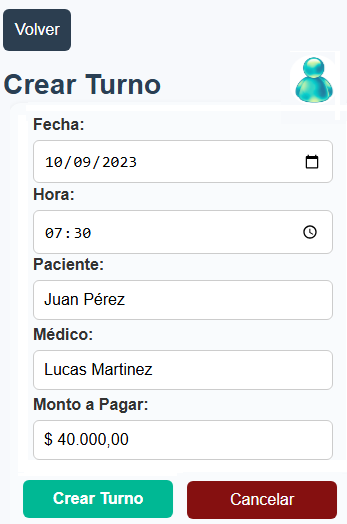 Volver
Crear Turno
Fecha:
10/09/2023
Hora:
07:30
Paciente:
Juan Pérez
Médico:
Lucas Martinez
Monto a Pagar:
$ 40.000,00
Crear Turno
Cancelar